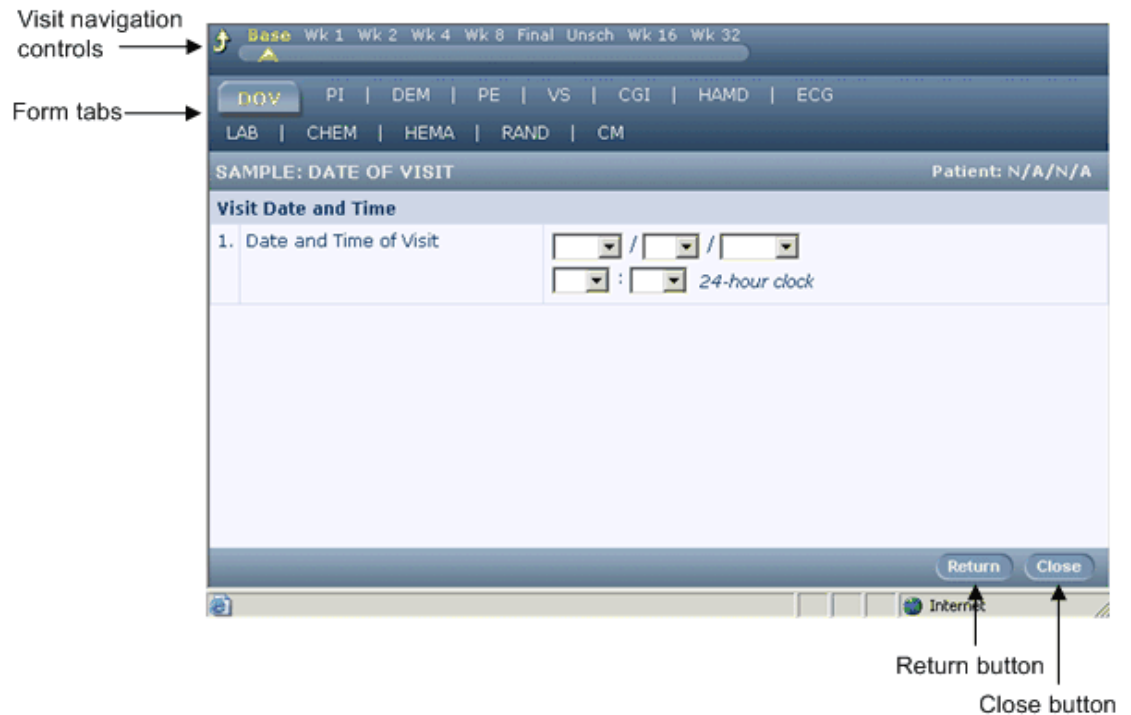 Visit navigation
controls
Base Wk 1 Wk 2 Wk 4 Wk 8 Final Unsch Wk 16 Wk 32
Form tabs
DOV PI | DEM | PE | VS | CGI | HAMD | ECG
LAB | CHEM | HEMA | RAND | CM
SAMPLE: DATE OF VISIT Patient: N/A/N/A
Visit Date and Time
1. Date and Time of Visit / /
: 24-hour clock
Return Close
Internet
Return button
Close button